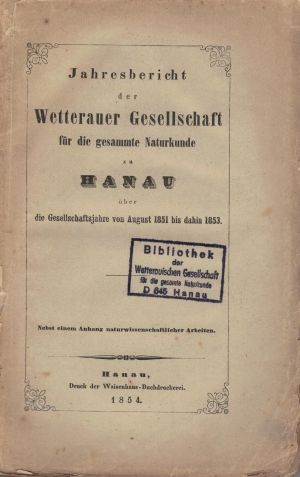 Jahresbericht
der
Wetterauer Gesellschaft
für die gesammte Naturkunde
zu
HANAU
über
die Gesellschaftsjahre von August 1851 bis dahin 1853.
Bibliothek
der
Wetterauischen Gesellschaft
für die gesamte Naturkunde
D 645 Hanau
Nebst einem Anhang naturwissenschaftlicher Arbeiten.
Hanau,
Druck der Waisenhaus-Buchdruckerei.
1854.